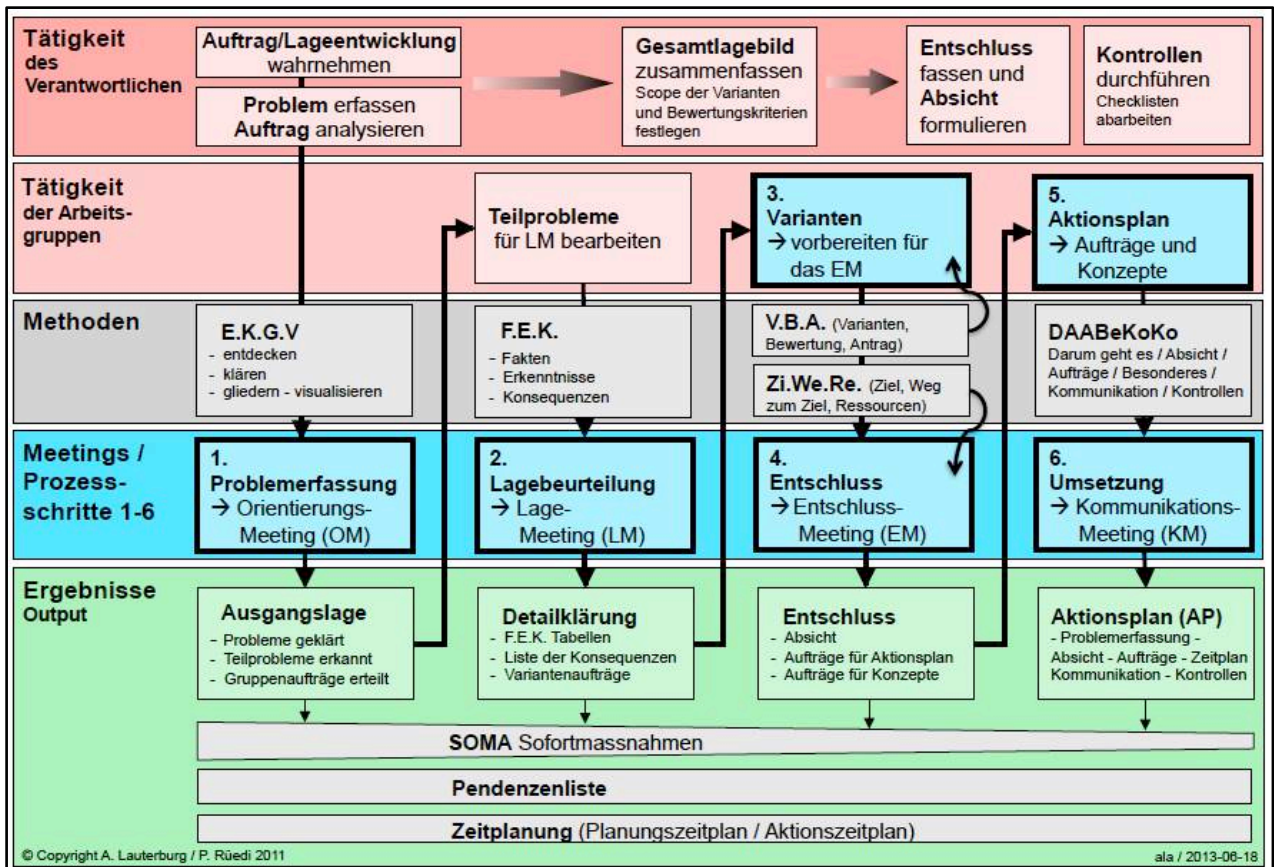 Tätigkeit
des
Verantwortlichen
Auftrag/Lageentwicklung
wahrnehmen
Problem erfassen
Auftrag analysieren
Gesamtlagebild
zusammenfassen
Scope der Varianten
und Bewertungskriterien
festlegen
Entschluss
fassen und
Absicht
formulieren
Kontrollen
durchführen
Checklisten
abarbeiten
Tätigkeit
der Arbeits-
gruppen
Teilprobleme
für LM bearbeiten
3.
Varianten
→ vorbereiten für
das EM
5.
Aktionsplan
→ Aufträge und
Konzepte
Methoden
E.K.G.V
- entdecken
- klären
- gliedern - visualisieren
F.E.K.
- Fakten
- Erkenntnisse
- Konsequenzen
V.B.A. (Varianten,
Bewertung, Antrag)
Zi.We.Re. (Ziel, Weg
zum Ziel, Ressourcen)
DAABeKoKo
Darum geht es / Absicht /
Aufträge / Besonderes /
Kommunikation / Kontrollen
Meetings /
Prozess-
schritte 1-6
1.
Problemerfassung
→ Orientierungs-
Meeting (OM)
2.
Lagebeurteilung
→ Lage-
Meeting (LM)
4.
Entschluss
→ Entschluss-
Meeting (EM)
6.
Umsetzung
→ Kommunikations-
Meeting (KM)
Ergebnisse
Output
Ausgangslage
- Probleme geklärt
- Teilprobleme erkannt
- Gruppenaufträge erteilt
Detailklärung
- F.E.K. Tabellen
- Liste der Konsequenzen
- Variantenaufträge
Entschluss
- Absicht
- Aufträge für Aktionsplan
- Aufträge für Konzepte
Aktionsplan (AP)
- Problemerfassung -
Absicht - Aufträge - Zeitplan
Kommunikation - Kontrollen
SOMA Sofortmassnahmen
Pendenzenliste
Zeitplanung (Planungszeitplan / Aktionszeitplan)
© Copyright A. Lauterburg / P. Rüedi 2011
ala / 2013-06-18